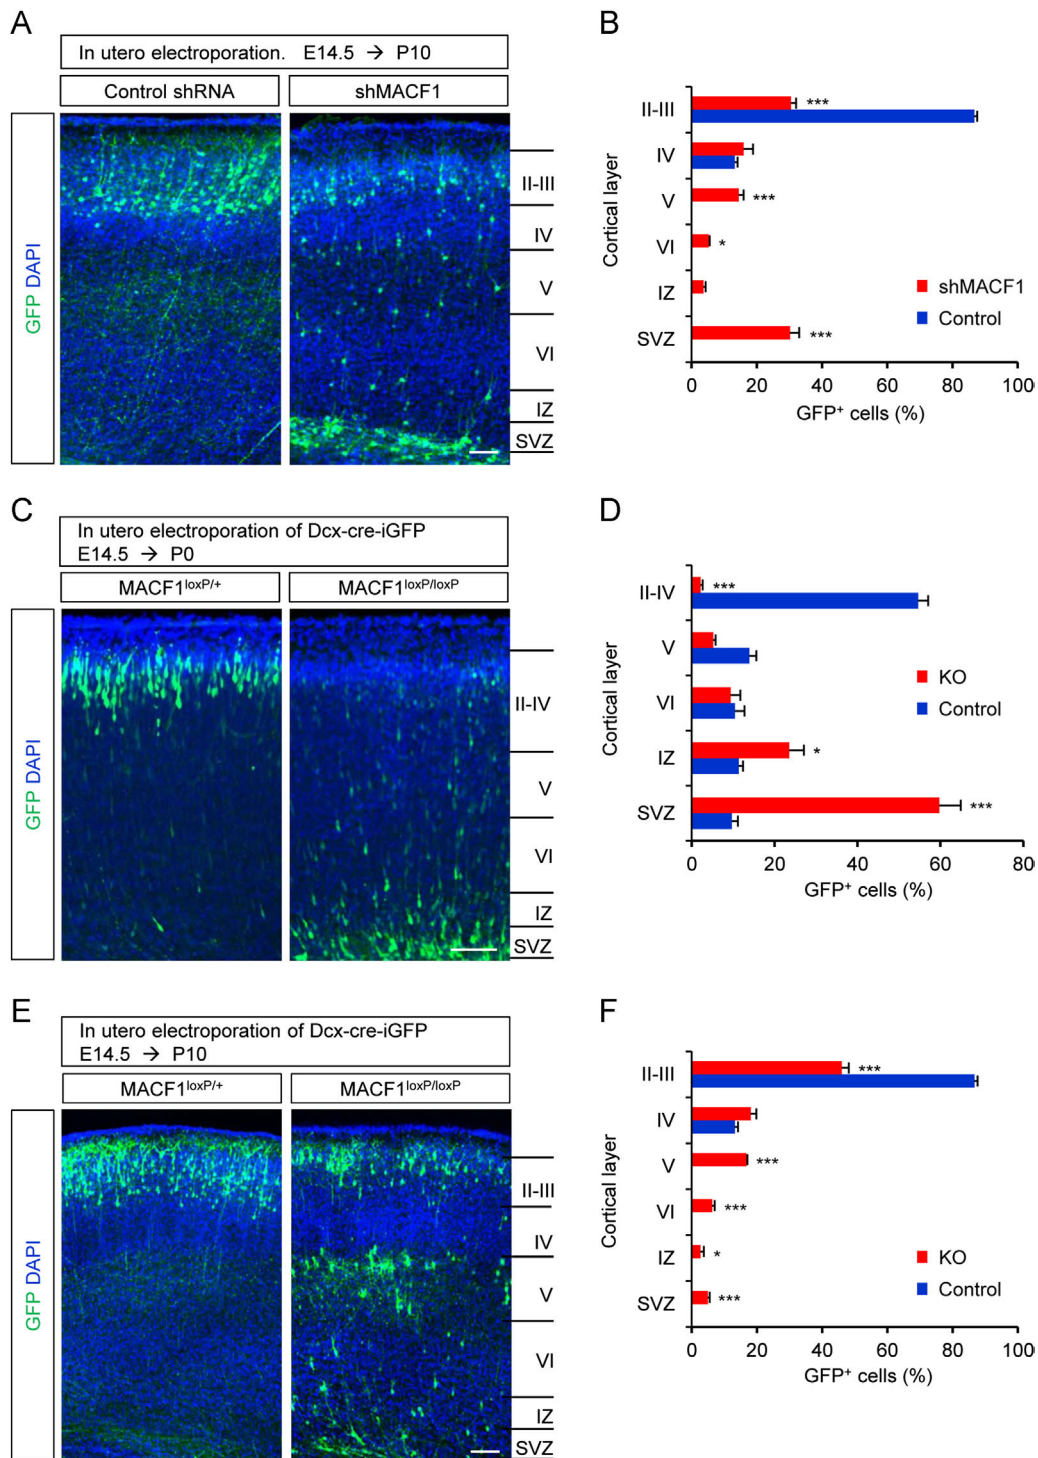 A
In utero electroporation. E14.5 → P10
Control shRNA
shMACF1
GFP DAPI
II-III
IV
V
VI
IZ
SVZ
B
Cortical layer
II-III
***
IV
V
***
VI
*
IZ
SVZ
***
shMACF1
Control
0 20 40 60 80 100
GFP⁺ cells (%)
C
In utero electroporation of Dcx-cre-iGFP
E14.5 → P0
MACF1loxP/+
MACF1loxP/loxP
GFP DAPI
II-IV
V
VI
IZ
SVZ
D
Cortical layer
II-IV
***
V
VI
IZ
*
SVZ
***
KO
Control
0 20 40 60 80
GFP⁺ cells (%)
E
In utero electroporation of Dcx-cre-iGFP
E14.5 → P10
MACF1loxP/+
MACF1loxP/loxP
GFP DAPI
II-III
IV
V
VI
IZ
SVZ
F
Cortical layer
II-III
***
IV
V
***
VI
***
IZ
*
SVZ
***
KO
Control
0 20 40 60 80 100
GFP⁺ cells (%)